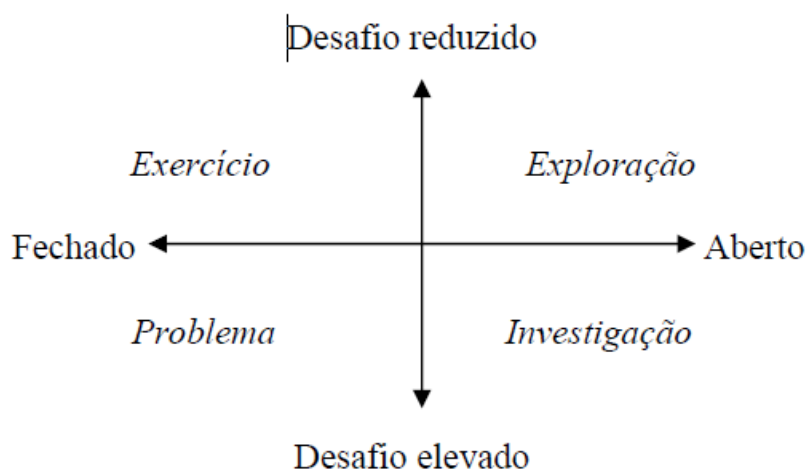 Desafio reduzido
Exercício Exploração
Fechado Aberto
Problema Investigação
Desafio elevado